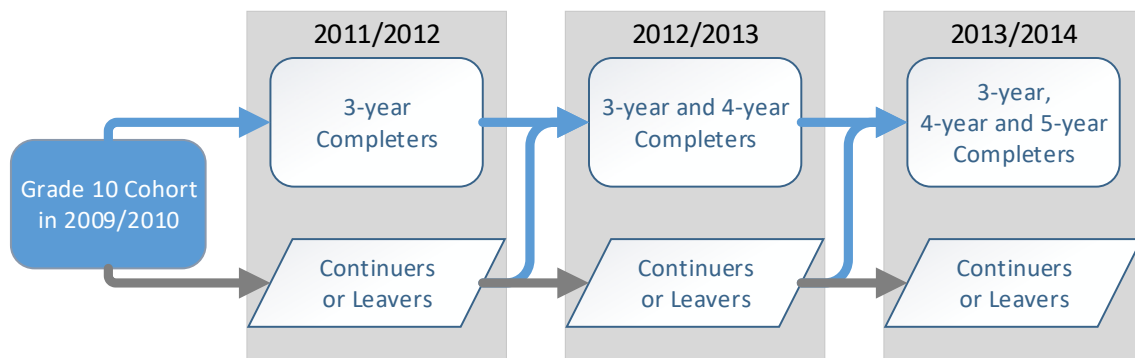 2011/2012
2012/2013
2013/2014
3-year
Completers
3-year and 4-year
Completers
3-year,
4-year and 5-year
Completers
Grade 10 Cohort
in 2009/2010
Continuers
or Leavers
Continuers
or Leavers
Continuers
or Leavers